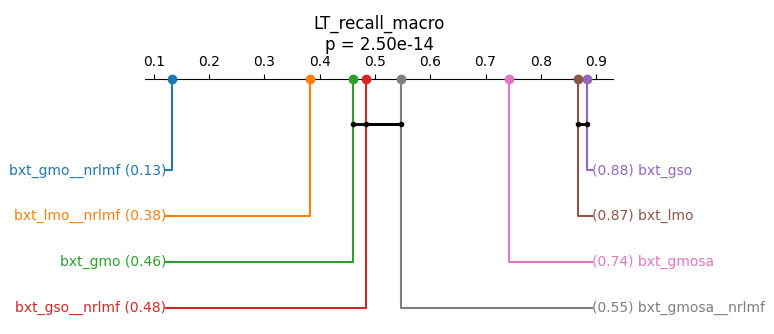 LT_recall_macro
p = 2.50e-14
0.1 0.2 0.3 0.4 0.5 0.6 0.7 0.8 0.9
bxt_gmo__nrlmf (0.13)
(0.88) bxt_gso
bxt_lmo__nrlmf (0.38)
(0.87) bxt_lmo
bxt_gmo (0.46)
(0.74) bxt_gmosa
bxt_gso__nrlmf (0.48)
(0.55) bxt_gmosa__nrlmf